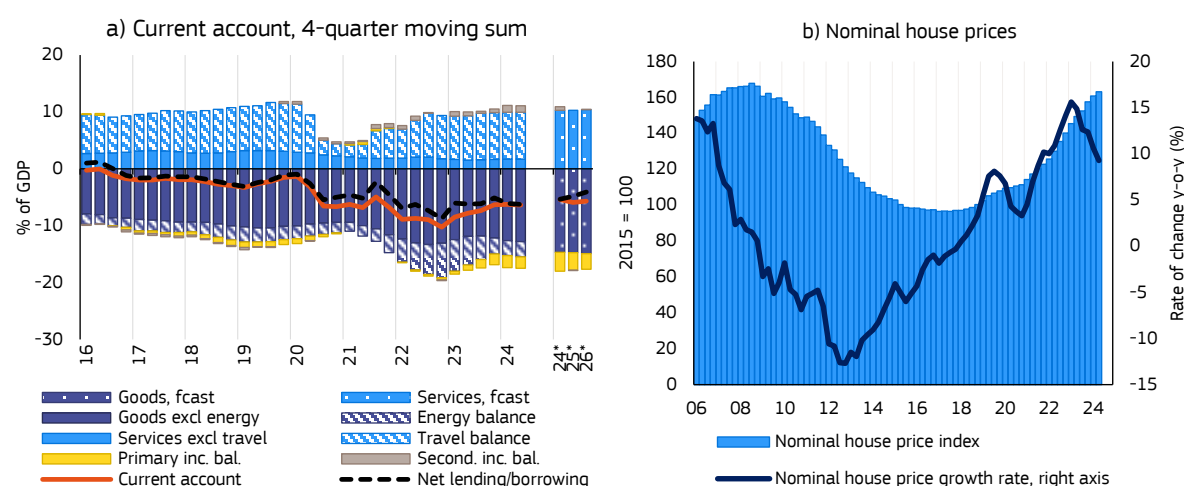 a) Current account, 4-quarter moving sum
% of GDP
20
10
0
-10
-20
-30
16
17
18
19
20
21
22
23
24
24*
25*
26*
Goods, fcast
Services, fcast
Goods excl energy
Energy balance
Services excl travel
Travel balance
Primary inc. bal.
Second. inc. bal.
Current account
Net lending/borrowing
b) Nominal house prices
2015 = 100
180
160
140
120
100
80
60
40
20
0
Rate of change y-o-y (%)
20
15
10
5
0
-5
-10
-15
06 08 10 12 14 16 18 20 22 24
Nominal house price index
Nominal house price growth rate, right axis